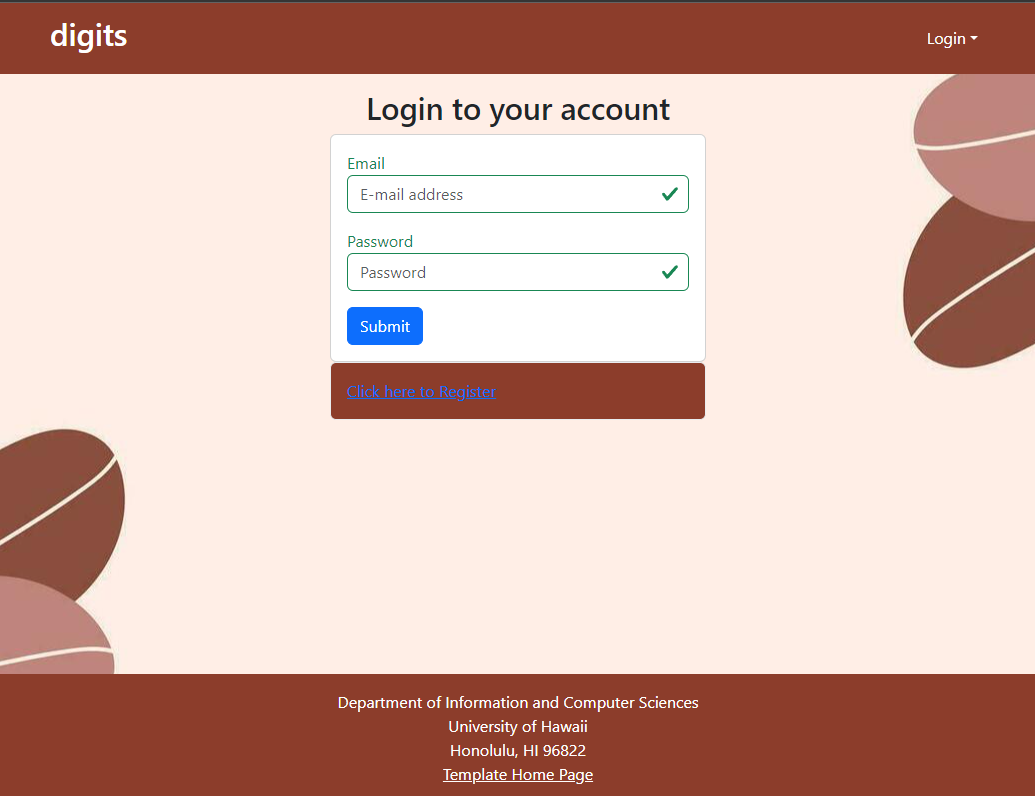 digits
Login
Login to your account
Email
E-mail address
Password
Password
Submit
Click here to Register
Department of Information and Computer Sciences
University of Hawaii
Honolulu, HI 96822
Template Home Page